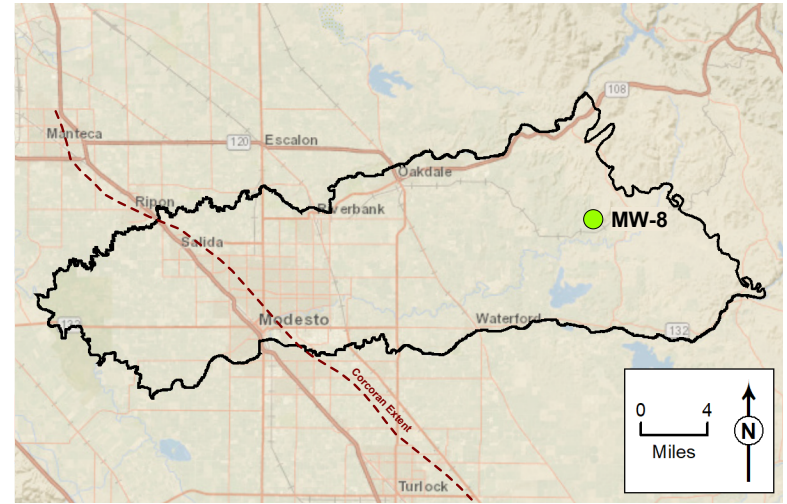 108
Manteca
120
Escalon
Oakdale
Ripon
Riverbank
MW-8
Salida
132
Modesto
Waterford
132
Corcoran Extent
0 4
Miles
N
Turlock